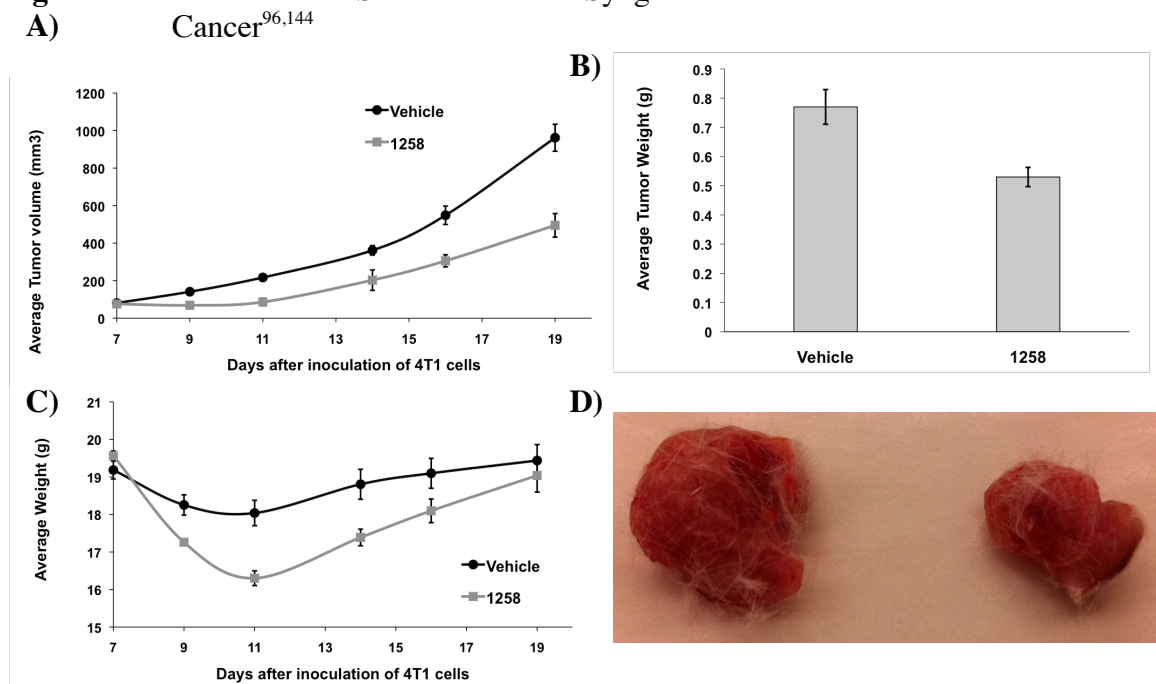 A)
Cancer96,144
1200
1000
800
600
400
200
0
7 9 11 13 15 17 19
Average Tumor volume (mm3)
Days after inoculation of 4T1 cells
Vehicle
1258
B)
0.9
0.8
0.7
0.6
0.5
0.4
0.3
0.2
0.1
0
Average Tumor Weight (g)
Vehicle 1258
C)
21
20
19
18
17
16
15
7 9 11 13 15 17 19
Average Weight (g)
Days after inoculation of 4T1 cells
Vehicle
1258
D)